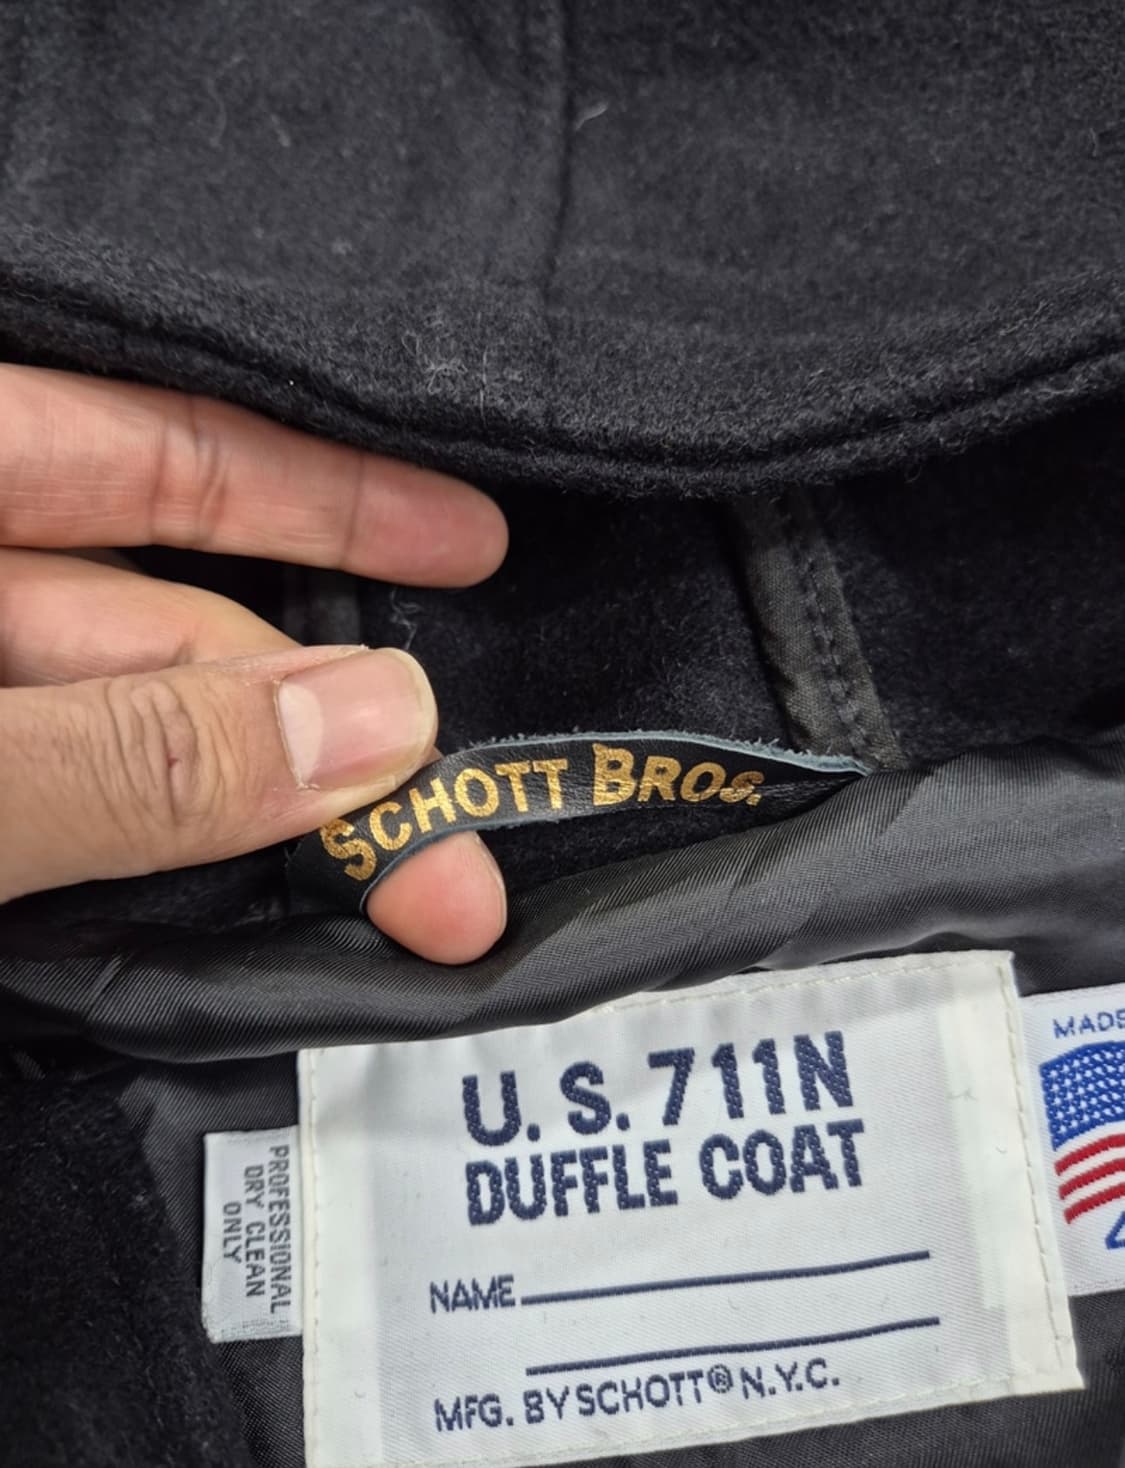 SCHOTT BROS.
U. S. 711N
DUFFLE COAT
NAME
MFG. BY SCHOTT® N.Y.C.
PROFESSIONAL
DRY CLEAN
ONLY
MADE